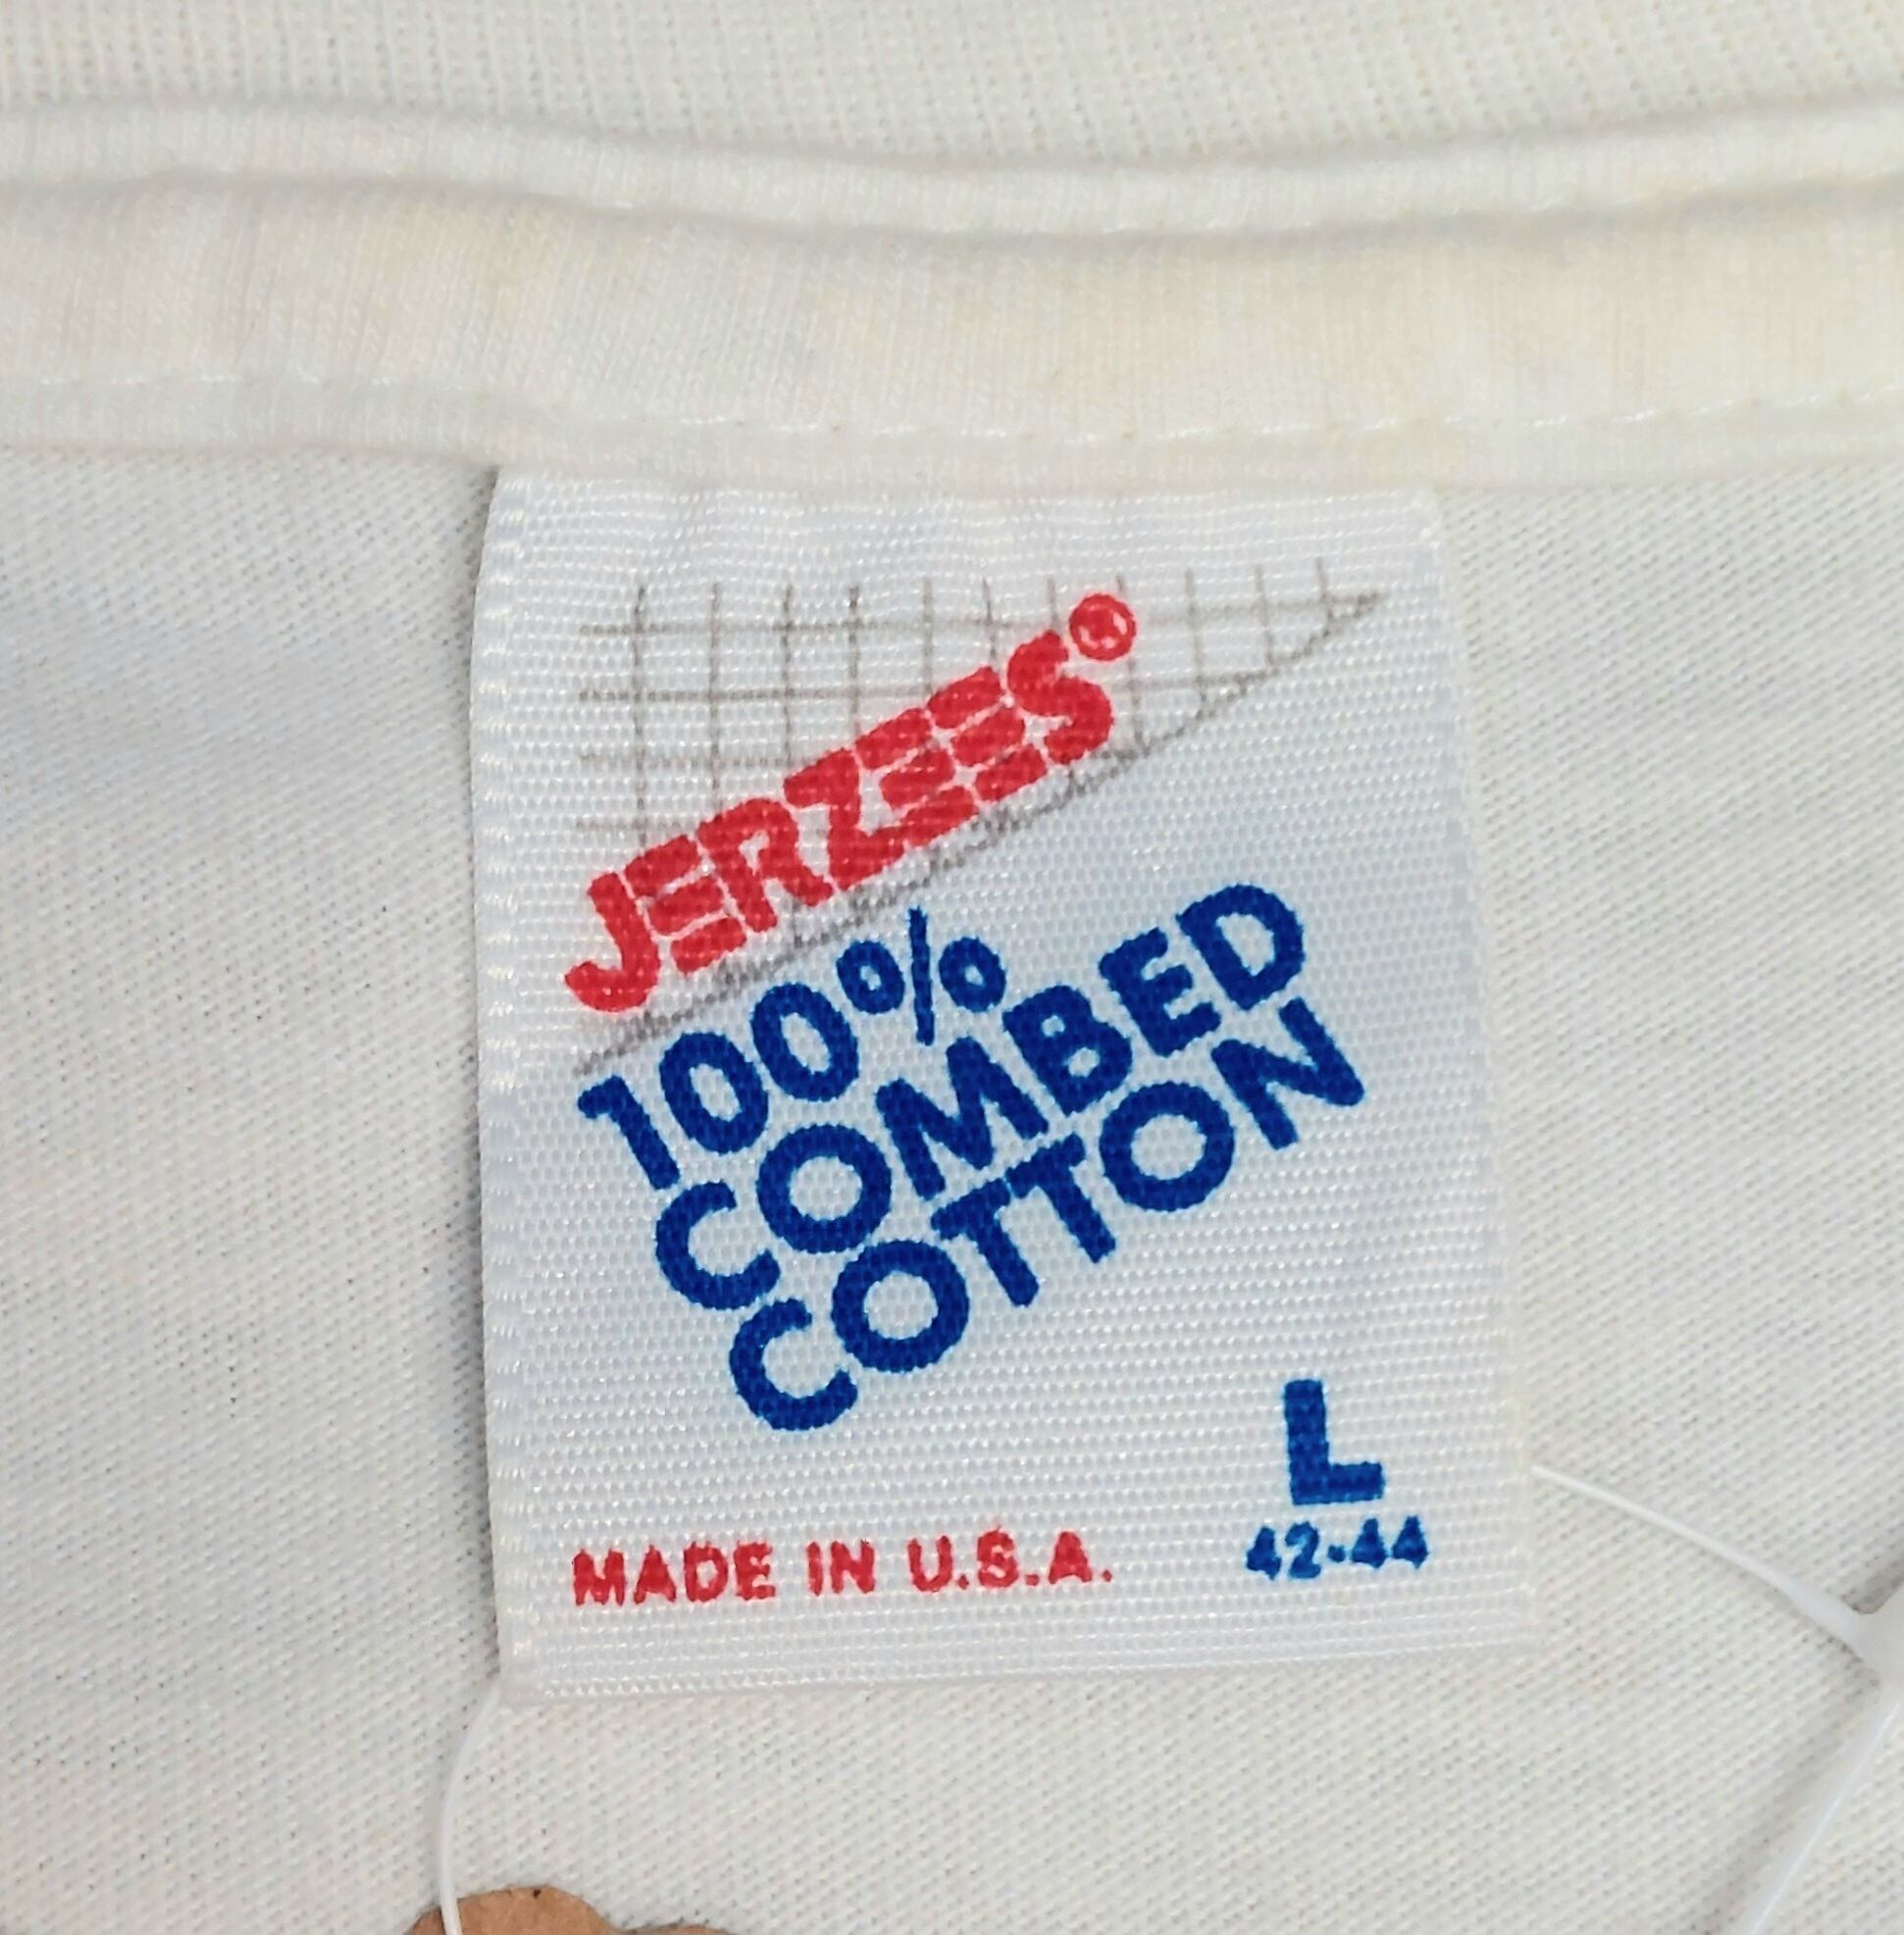 JERZEES®
100%
COMBED
COTTON
L
MADE IN U.S.A.
42-44